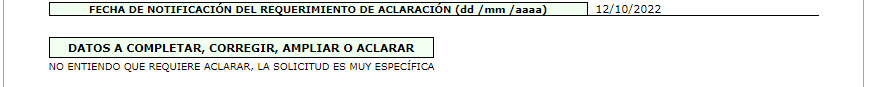 FECHA DE NOTIFICACIÓN DEL REQUERIMIENTO DE ACLARACIÓN (dd /mm /aaaa) 12/10/2022
DATOS A COMPLETAR, CORREGIR, AMPLIAR O ACLARAR
NO ENTIENDO QUE REQUIERE ACLARAR, LA SOLICITUD ES MUY ESPECÍFICA